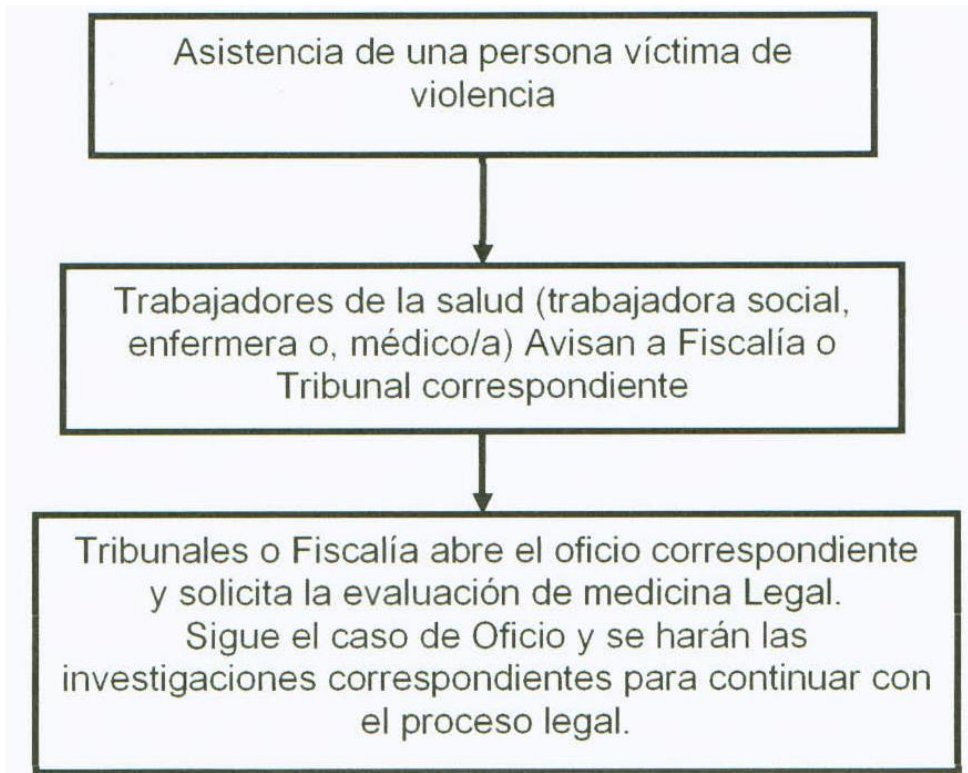 Asistencia de una persona víctima de
violencia
Trabajadores de la salud (trabajadora social,
enfermera o, médico/a) Avisan a Fiscalía o
Tribunal correspondiente
Tribunales o Fiscalía abre el oficio correspondiente
y solicita la evaluación de medicina Legal.
Sigue el caso de Oficio y se harán las
investigaciones correspondientes para continuar con
el proceso legal.